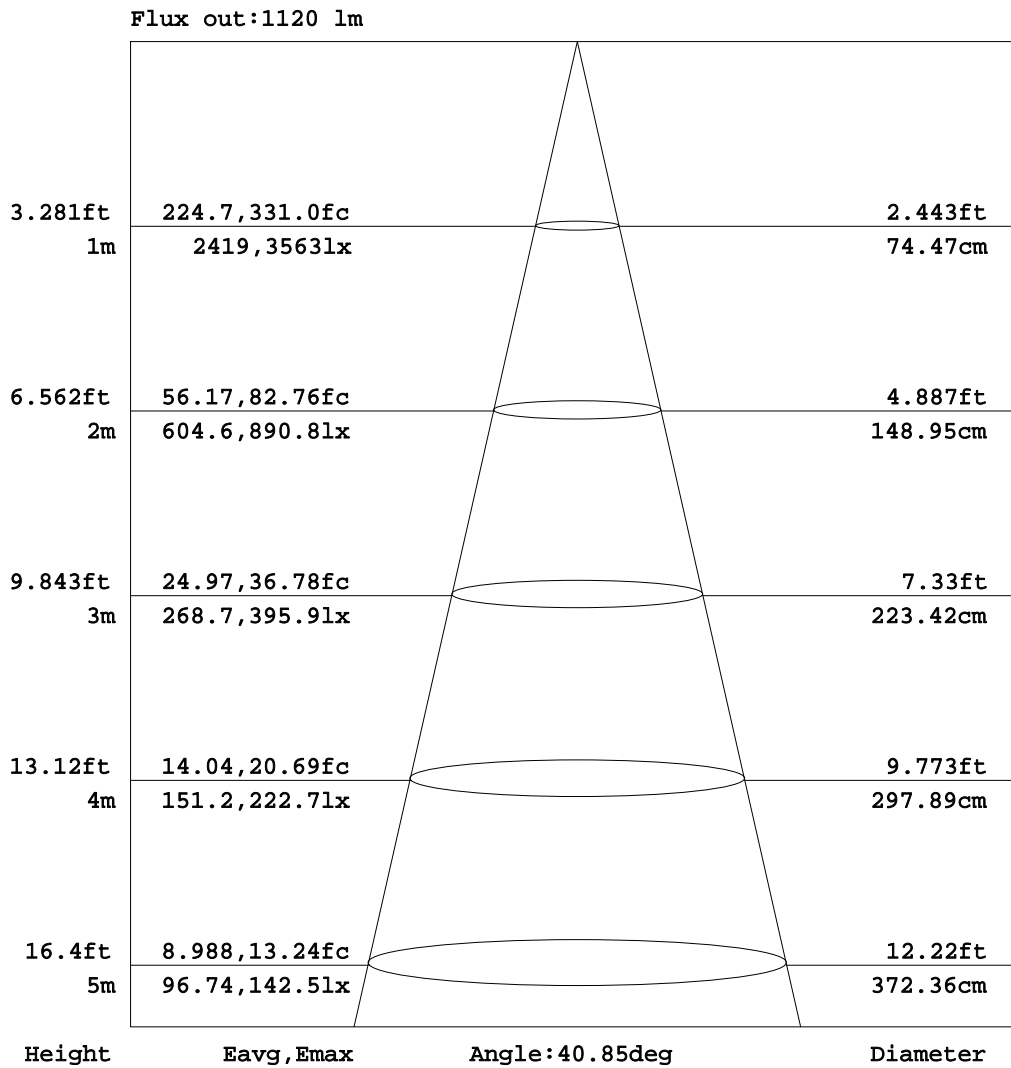 Flux out:1120 lm
3.281ft 224.7,331.0fc 2.443ft
1m 2419,3563lx 74.47cm
6.562ft 56.17,82.76fc 4.887ft
2m 604.6,890.8lx 148.95cm
9.843ft 24.97,36.78fc 7.33ft
3m 268.7,395.9lx 223.42cm
13.12ft 14.04,20.69fc 9.773ft
4m 151.2,222.7lx 297.89cm
16.4ft 8.988,13.24fc 12.22ft
5m 96.74,142.5lx 372.36cm
Height Eavg,Emax Angle:40.85deg Diameter